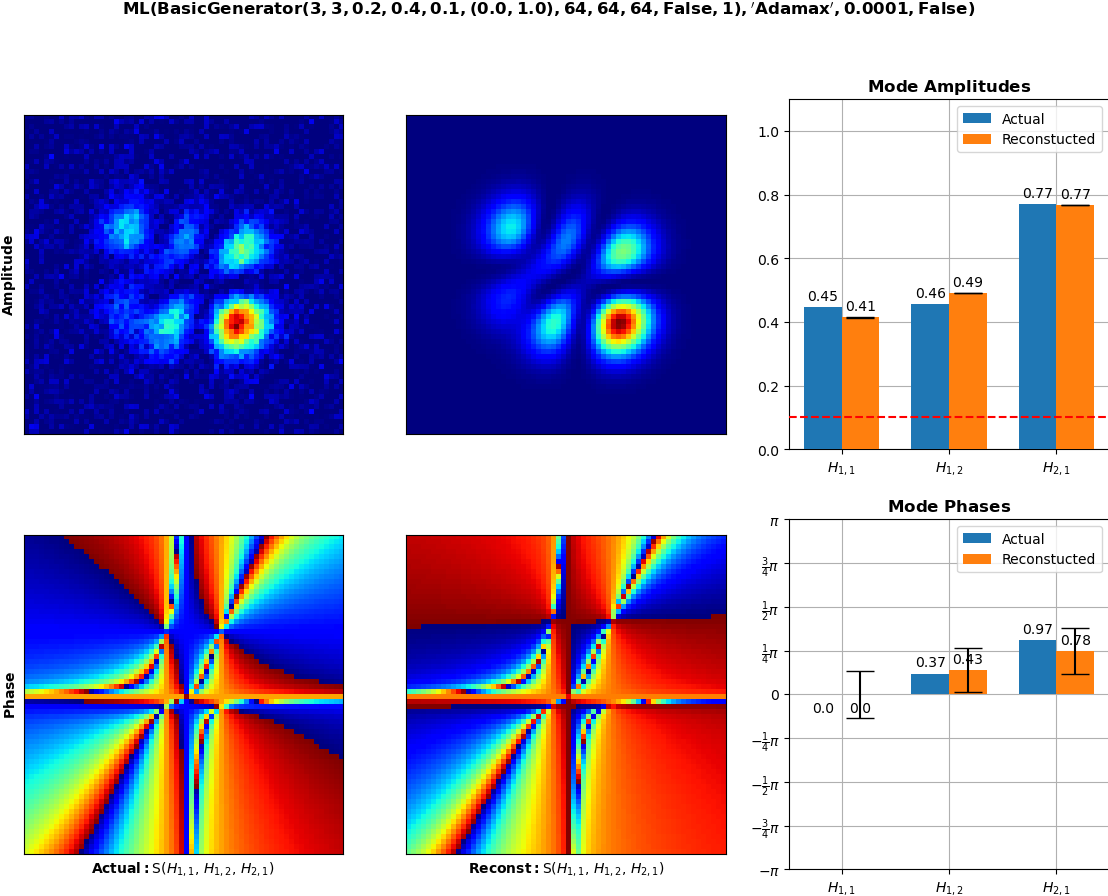 ML(BasicGenerator(3, 3, 0.2, 0.4, 0.1, (0.0, 1.0), 64, 64, 64, False, 1), ′Adamax′, 0.0001, False)
Amplitude
Mode Amplitudes
Actual
Reconstucted
1.0
0.8
0.6
0.4
0.2
0.0
0.45
0.41
0.46
0.49
0.77
0.77
H1,1
H1,2
H2,1
Phase
Actual: S(H1,1, H1,2, H2,1)
Reconst: S(H1,1, H1,2, H2,1)
Mode Phases
Actual
Reconstucted
π
3/4π
1/2π
1/4π
0
−1/4π
−1/2π
−3/4π
−π
0.0
0.0
0.37
0.43
0.97
0.78
H1,1
H1,2
H2,1